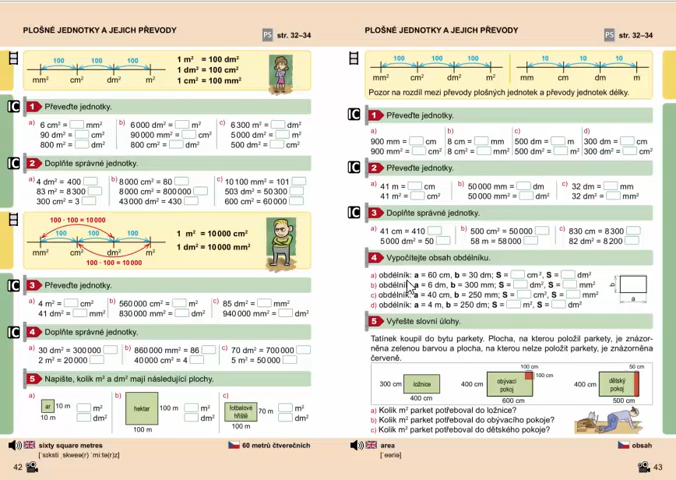 PLOŠNÉ JEDNOTKY A JEJICH PŘEVODY
PS str. 32–34
100 100 100
mm² cm² dm² m²
1 m² = 100 dm²
1 dm² = 100 cm²
1 cm² = 100 mm²
1 Převeďte jednotky.
a) 6 cm² = mm² b) 6 000 dm² = m² c) 6 300 m² = dm²
90 dm² = cm² 90 000 mm² = cm² 5 000 dm² = m²
800 m² = dm² 800 cm² = dm² 500 dm² = cm²
2 Doplňte správné jednotky.
a) 4 dm² = 400 b) 8 000 cm² = 80 c) 10 100 mm² = 101
83 m² = 8 300 8 000 cm² = 800 000 503 dm² = 50 300
300 cm² = 3 43 000 dm² = 430 600 cm² = 60 000
100 · 100 = 10 000
100 100 100
mm² cm² dm² m²
100 · 100 = 10 000
1 m² = 10 000 cm²
1 dm² = 10 000 mm²
3 Převeďte jednotky.
a) 4 m² = cm² b) 560 000 cm² = m² c) 85 dm² = mm²
41 dm² = mm² 830 000 mm² = dm² 940 000 mm² = dm²
4 Doplňte správné jednotky.
a) 30 dm² = 300 000 b) 860 000 mm² = 86 c) 70 dm² = 700 000
2 m² = 20 000 40 000 cm² = 4 5 m² = 50 000
5 Napište, kolik m² a dm² mají následující plochy.
a) ar 10 m 10 m m² dm²
b) hektar 100 m 100 m m² dm²
c) fotbalové hřiště 70 m 100 m m² dm²
sixty square metres 60 metrů čtverečních
42
PLOŠNÉ JEDNOTKY A JEJICH PŘEVODY
PS str. 32–34
100 100 100 10 10 10
mm² cm² dm² m² mm cm dm m
Pozor na rozdíl mezi převody plošných jednotek a převody jednotek délky.
1 Převeďte jednotky.
a) b) c) d)
900 mm = cm 8 cm = mm 500 dm = m 300 dm = cm
900 mm² = cm² 8 cm² = mm² 500 dm² = m² 300 dm² = cm²
2 Převeďte jednotky.
a) 41 m = cm b) 50 000 mm = dm c) 32 dm = mm
41 m² = cm² 50 000 mm² = dm² 32 dm² = mm²
3 Doplňte správné jednotky.
a) 41 cm = 410 b) 500 cm² = 50 000 c) 830 cm = 8 300
5 000 dm² = 50 58 m = 58 000 82 dm² = 8 200
4 Vypočítejte obsah obdélníku.
a) obdélník: a = 60 cm, b = 30 dm; S = cm², S = dm²
b) obdélník: a = 6 dm, b = 300 mm; S = dm², S = mm²
c) obdélník: a = 40 cm, b = 250 mm; S = cm², S = mm²
d) obdélník: a = 4 m, b = 250 dm; S = m², S = dm²
b
a
5 Vyřešte slovní úlohy.
Tatínek koupil do bytu parkety. Plocha, na kterou položil parkety, je znázor-
něna zelenou barvou a plocha, na kterou nelze položit parkety, je znázorněna
červeně.
300 cm ložnice 400 cm
400 cm obývací pokoj 600 cm 100 cm 100 cm
400 cm dětský pokoj 500 cm 50 cm
a) Kolik m² parket potřeboval do ložnice?
b) Kolik m² parket potřeboval do obývacího pokoje?
c) Kolik m² parket potřeboval do dětského pokoje?
area obsah
43